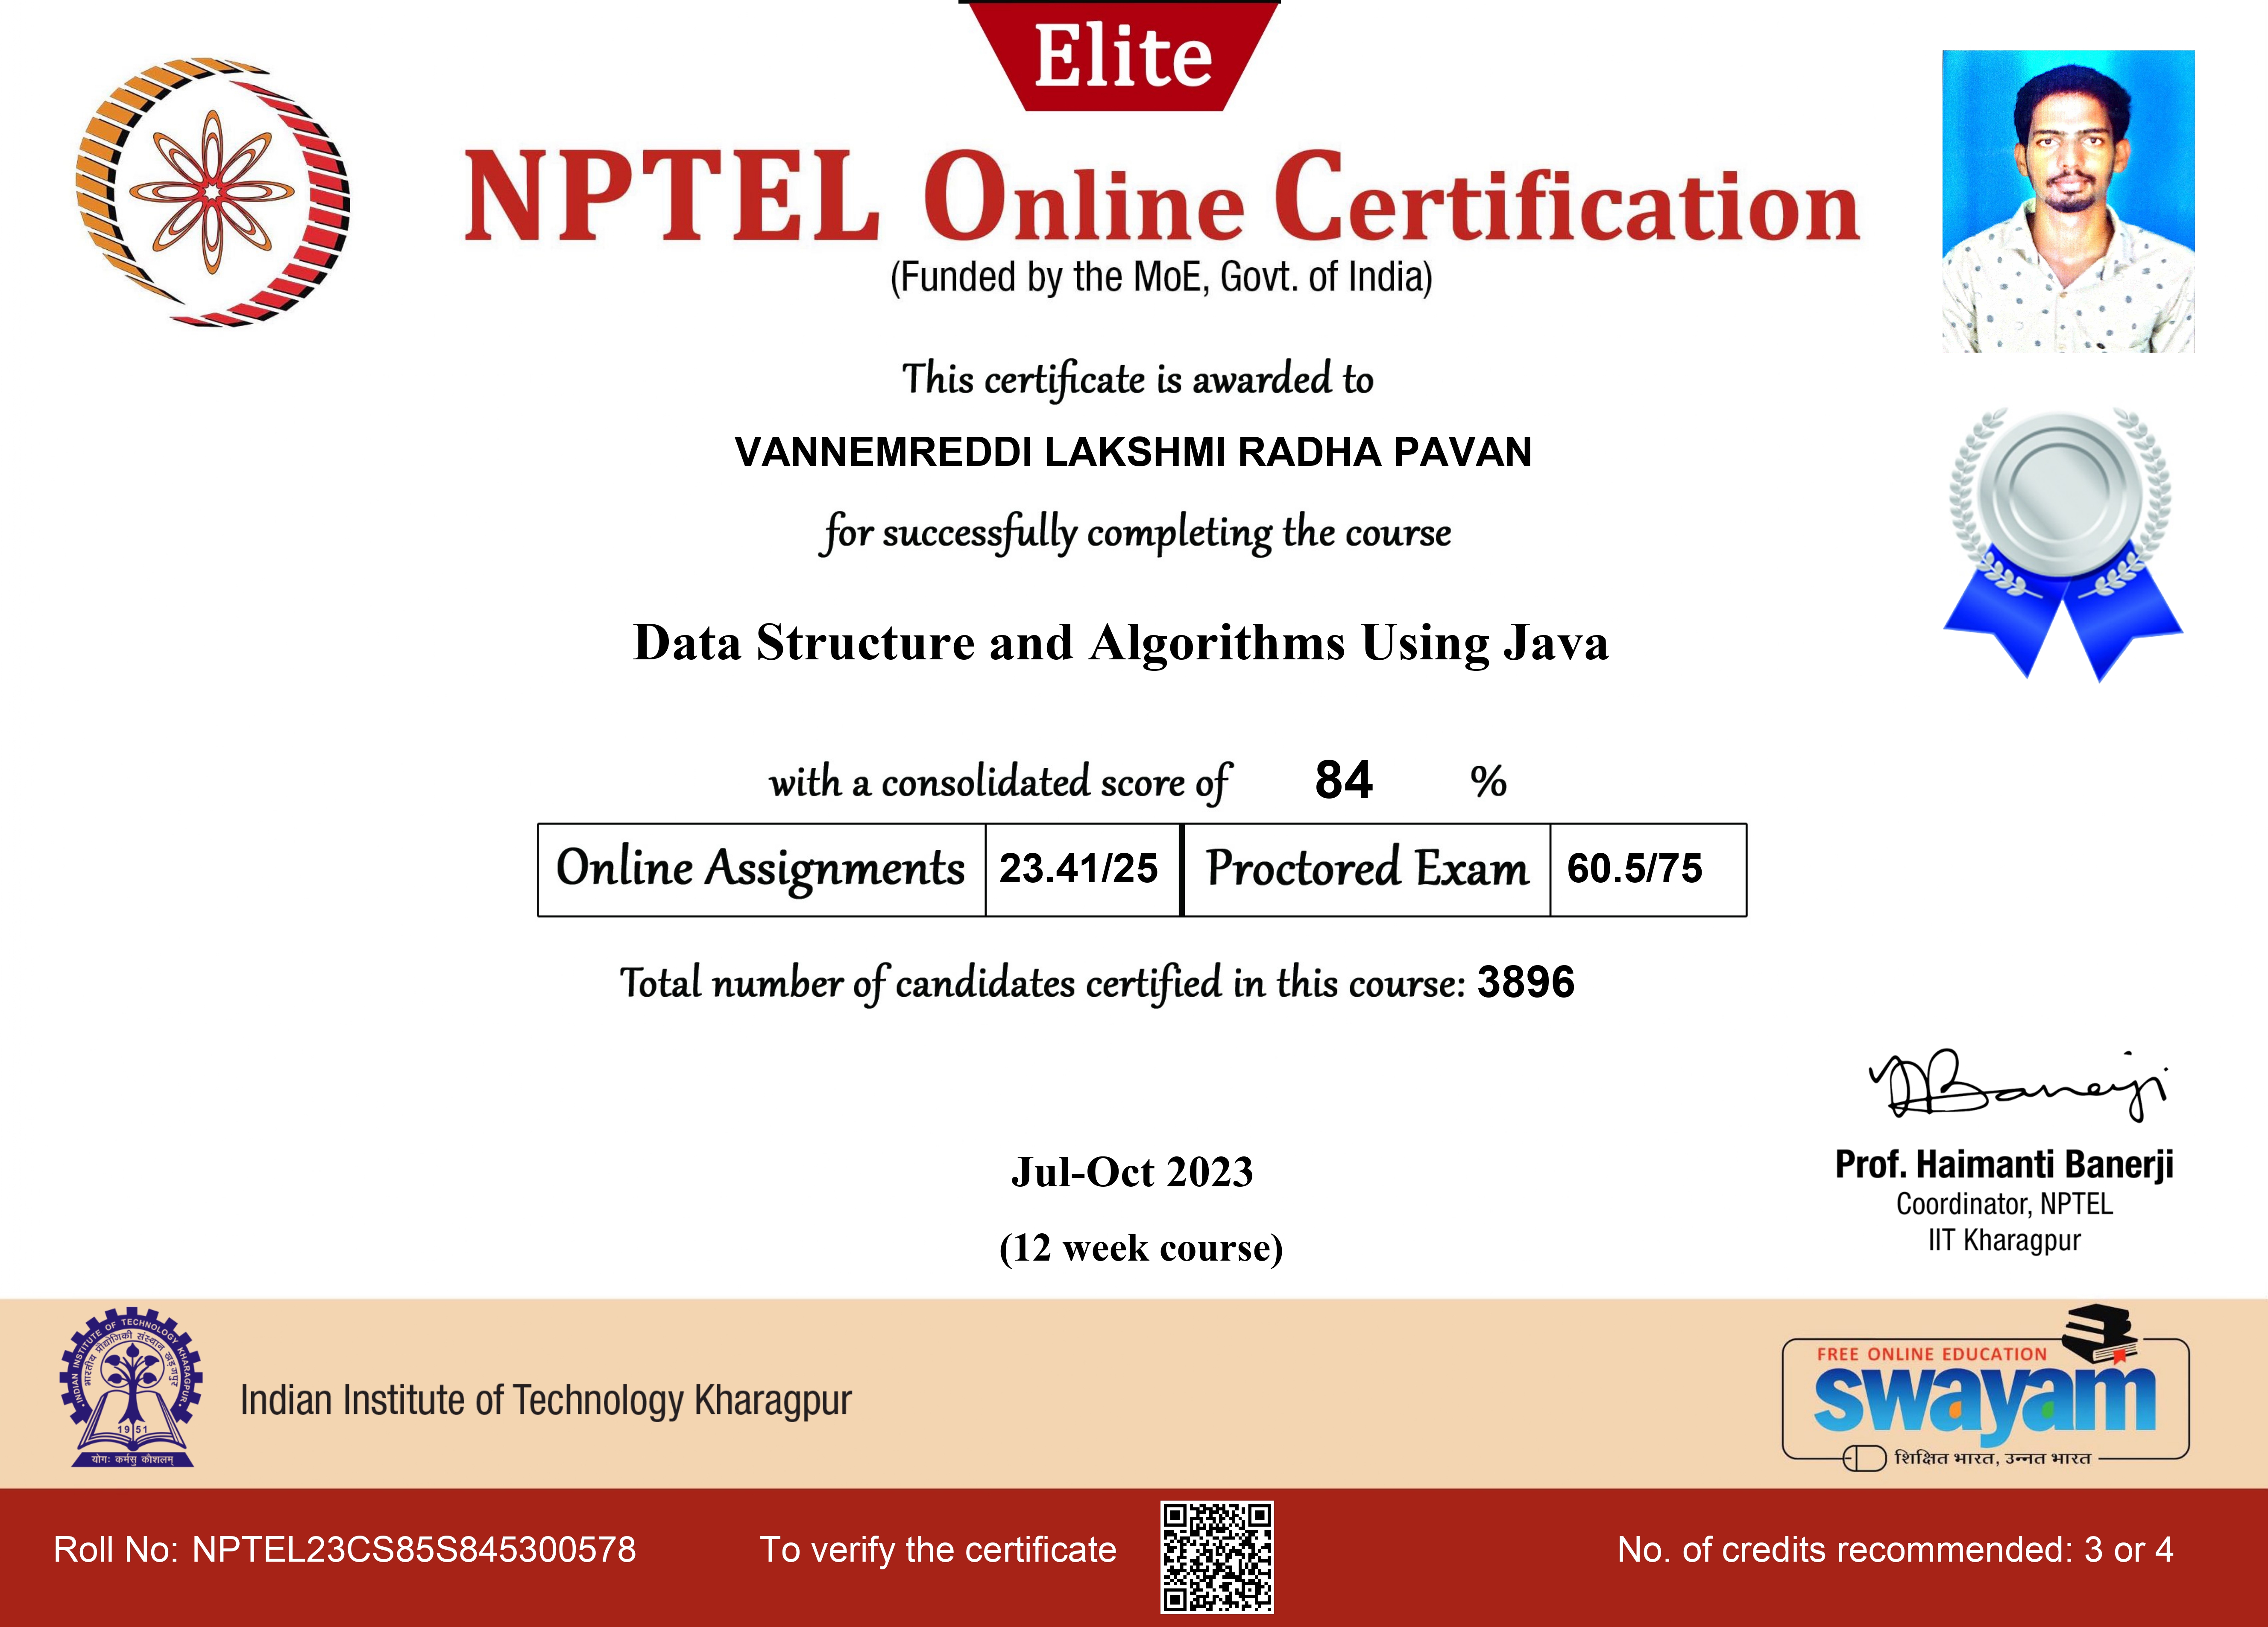 Elite
NPTEL Online Certification
(Funded by the MoE, Govt. of India)
This certificate is awarded to
VANNEMREDDI LAKSHMI RADHA PAVAN
for successfully completing the course
Data Structure and Algorithms Using Java
with a consolidated score of 84 %
Online Assignments 23.41/25 Proctored Exam 60.5/75
Total number of candidates certified in this course: 3896
Jul-Oct 2023
(12 week course)
Prof. Haimanti Banerji
Coordinator, NPTEL
IIT Kharagpur
INDIAN INSTITUTE OF TECHNOLOGY KHARAGPUR
भारतीय प्रौद्योगिकी संस्थान खड़गपुर
1951
योगः कर्मसु कौशलम्
Indian Institute of Technology Kharagpur
FREE ONLINE EDUCATION
swayam
शिक्षित भारत, उन्नत भारत
Roll No: NPTEL23CS85S845300578
To verify the certificate
No. of credits recommended: 3 or 4